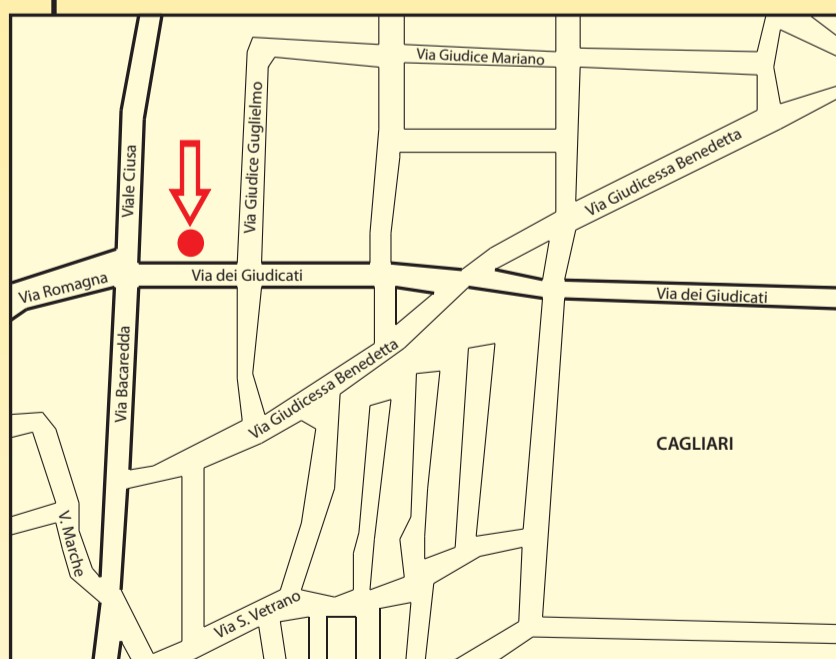 Via Giudice Mariano
Viale Ciusa
Via Giudice Guglielmo
Via Giudicessa Benedetta
Via Romagna
Via dei Giudicati
Via dei Giudicati
Via Bacaredda
Via Giudicessa Benedetta
CAGLIARI
V. Marche
Via S. Vetrano